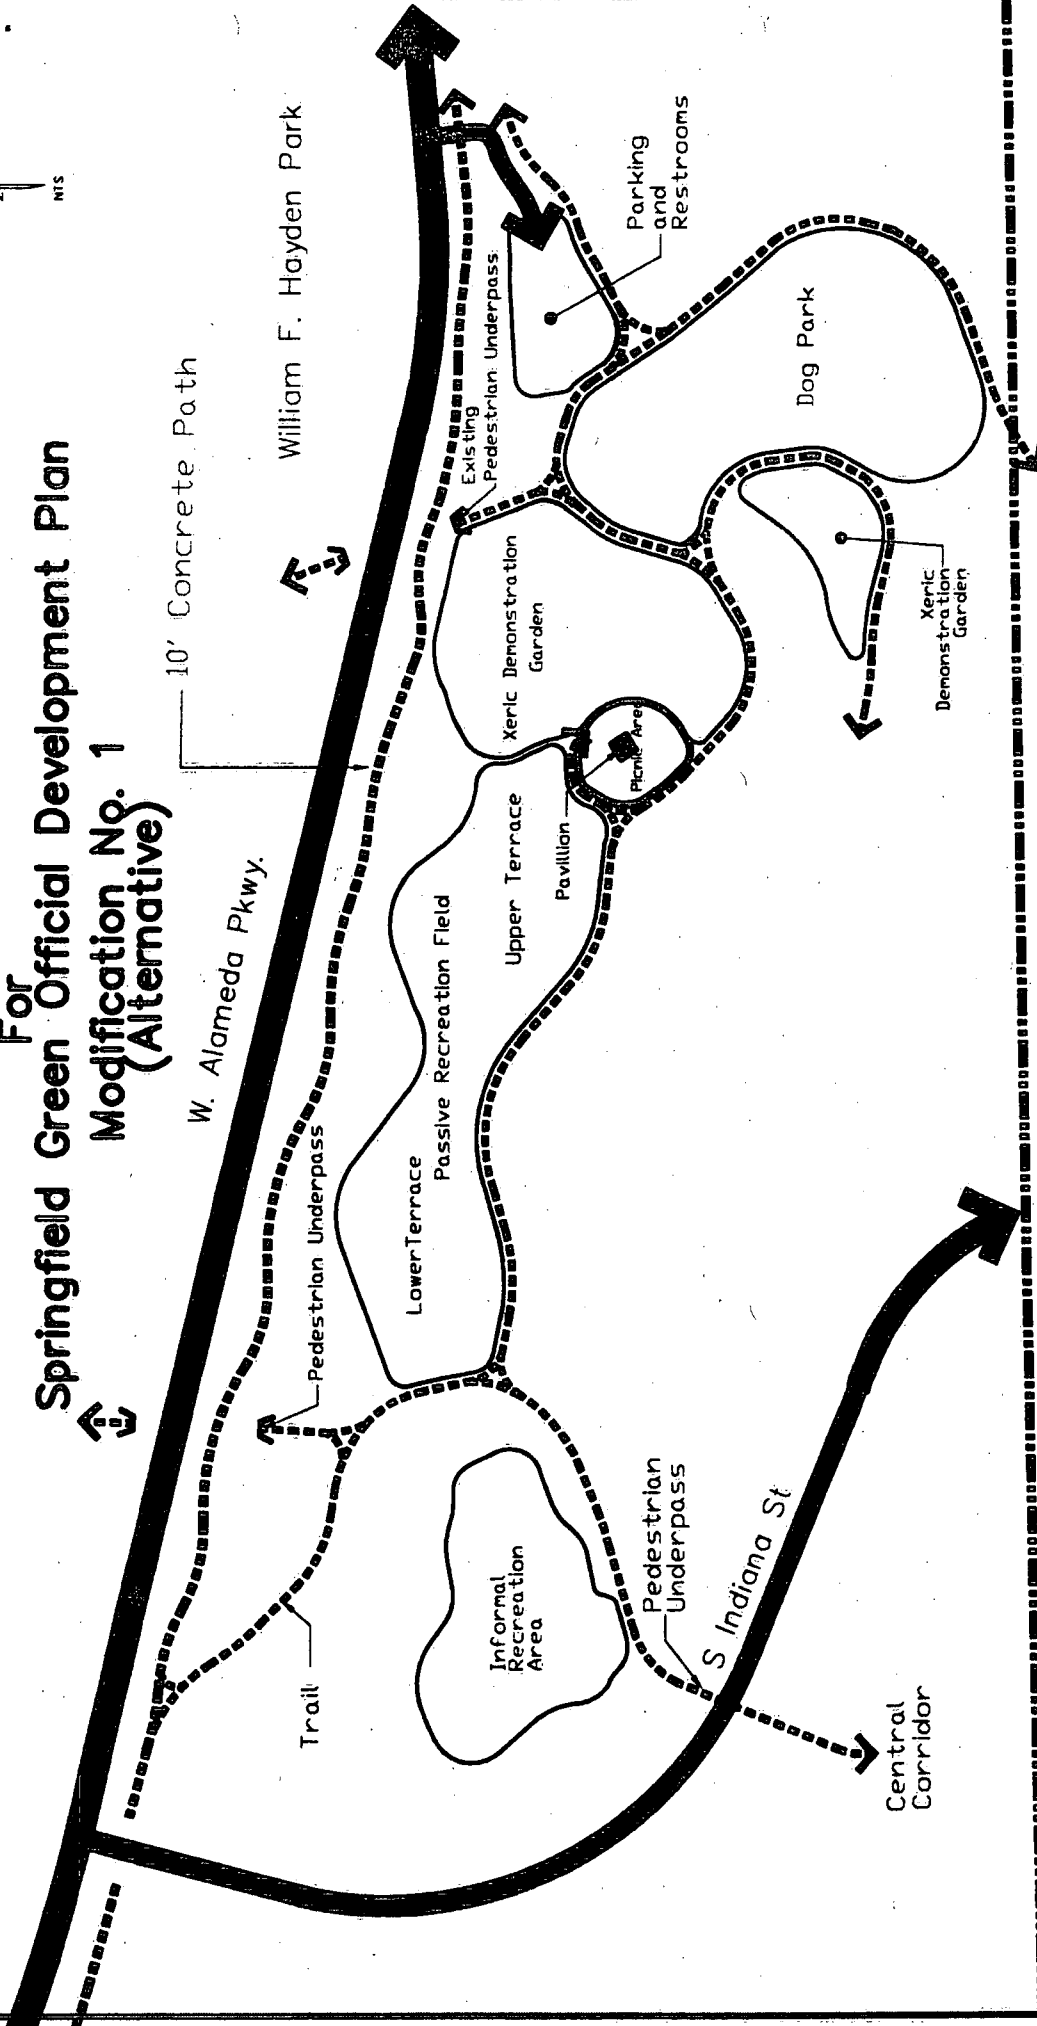 For
Springfield Green Official Development Plan
Modification No. 1
(Alternative)
NTS
10' Concrete Path
William F. Hayden Park
W. Alameda Pkwy.
Existing
Pedestrian Underpass
Parking
and
Restrooms
Dog Park
Xeric Demonstration
Garden
Xeric
Demonstration
Garden
Picnic Area
Pavillion
Upper Terrace
Passive Recreation Field
LowerTerrace
Pedestrian Underpass
Trail
Informal
Recreation
Area
Pedestrian
Underpass
S Indiana St
Central
Corridor